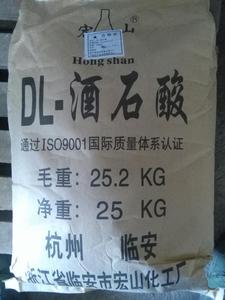 宏山
Hong shan
DL-酒石酸
通过ISO9001国际质量体系认证
毛重：25.2 KG
净重：25 KG
杭州 临安
浙江省临安市宏山化工厂